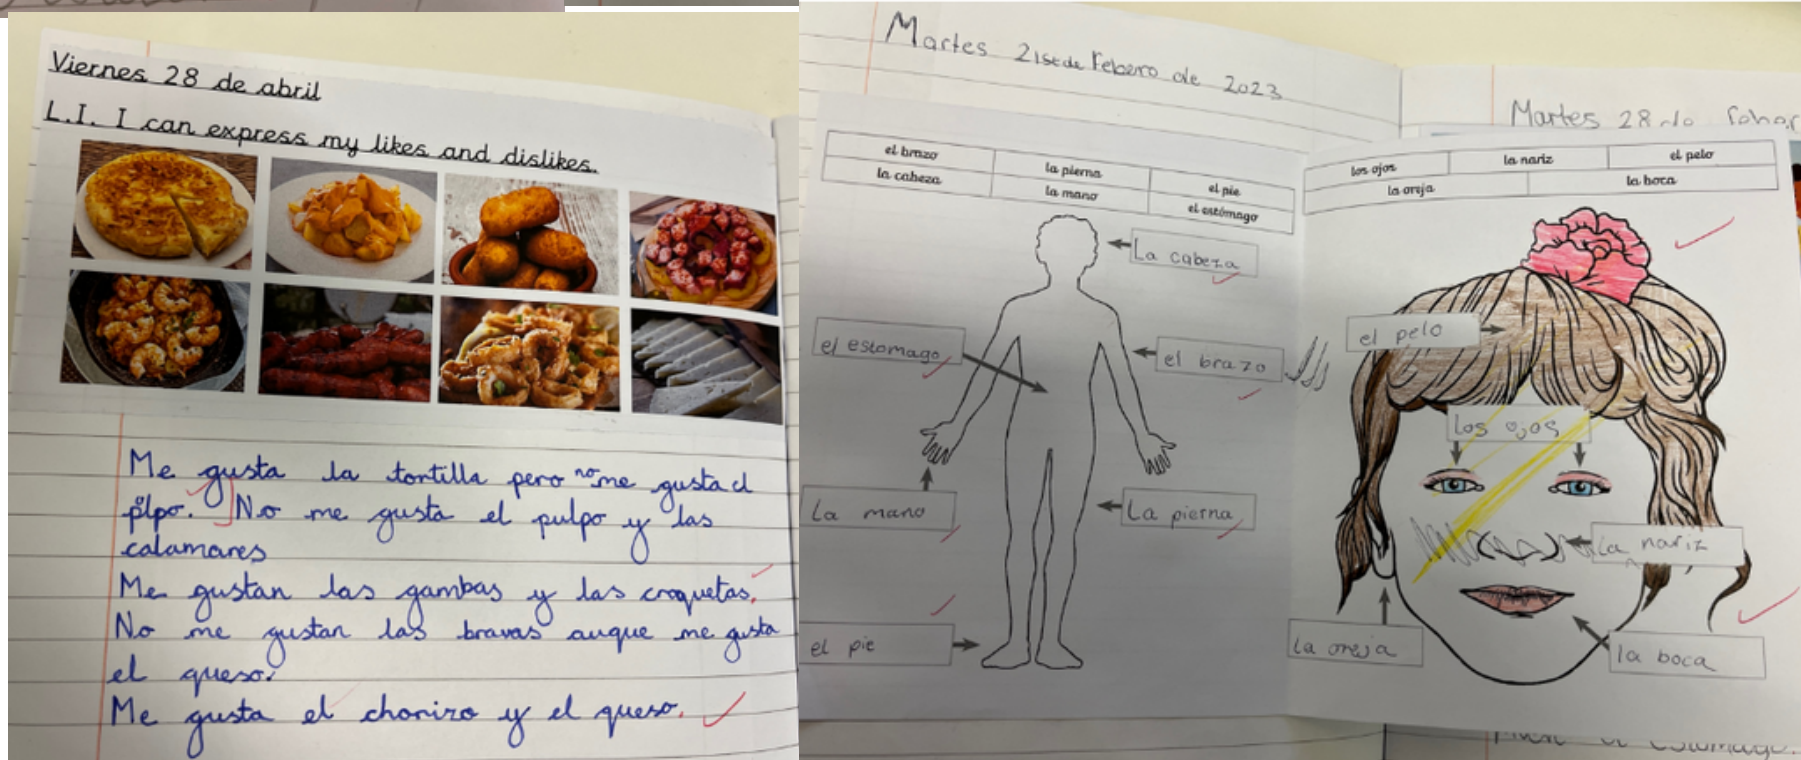 Viernes 28 de abril
L.I. I can express my likes and dislikes.
Me gusta la tortilla pero no me gusta el
pulpo. No me gusta el pulpo y las
calamares
Me gustan las gambas y las croquetas.
No me gustan las bravas auque me gusta
el queso.
Me gusta el chorizo y el queso.
Martes 21st de Febero de 2023
el brazo
la pierna
el pie
la cabeza
la mano
el estómago
La cabeza
el estomago
el brazo
La mano
La pierna
el pie
Martes 28 de
los ojos
la nariz
el pelo
la oreja
la boca
el pelo
Los ojos
La nariz
La oreja
la boca